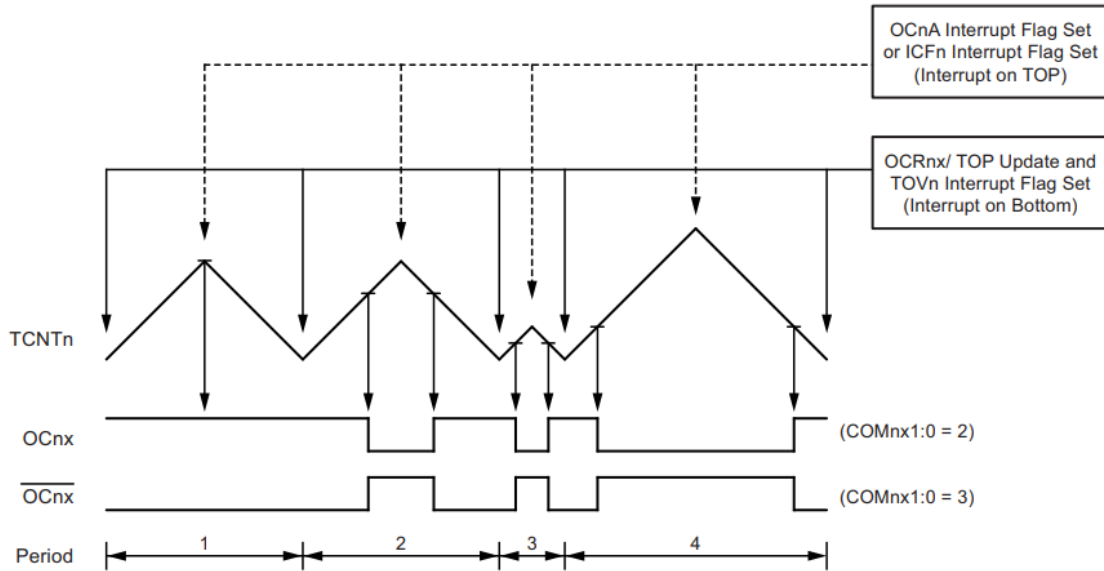 OCnA Interrupt Flag Set
or ICFn Interrupt Flag Set
(Interrupt on TOP)
OCRnx/ TOP Update and
TOVn Interrupt Flag Set
(Interrupt on Bottom)
TCNTn
OCnx
(COMnx1:0 = 2)
OCnx
(COMnx1:0 = 3)
Period
1
2
3
4